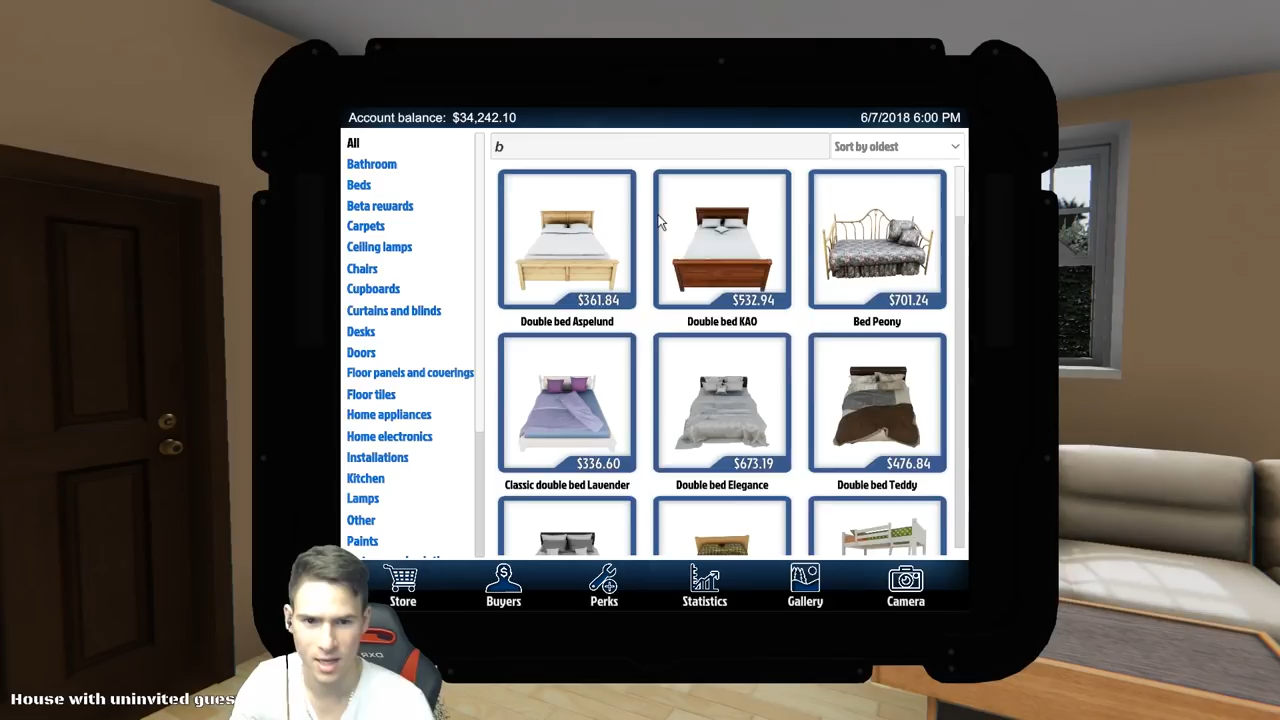 Account balance: $34,242.10
6/7/2018 6:00 PM
All
Bathroom
Beds
Beta rewards
Carpets
Ceiling lamps
Chairs
Cupboards
Curtains and blinds
Desks
Doors
Floor panels and coverings
Floor tiles
Home appliances
Home electronics
Installations
Kitchen
Lamps
Other
Paints
b
Sort by oldest
$361.84
$532.94
$701.24
Double bed Aspelund
Double bed KAO
Bed Peony
$336.60
$673.19
$476.84
Classic double bed Lavender
Double bed Elegance
Double bed Teddy
Store
Buyers
Perks
Statistics
Gallery
Camera
House with uninvited gues